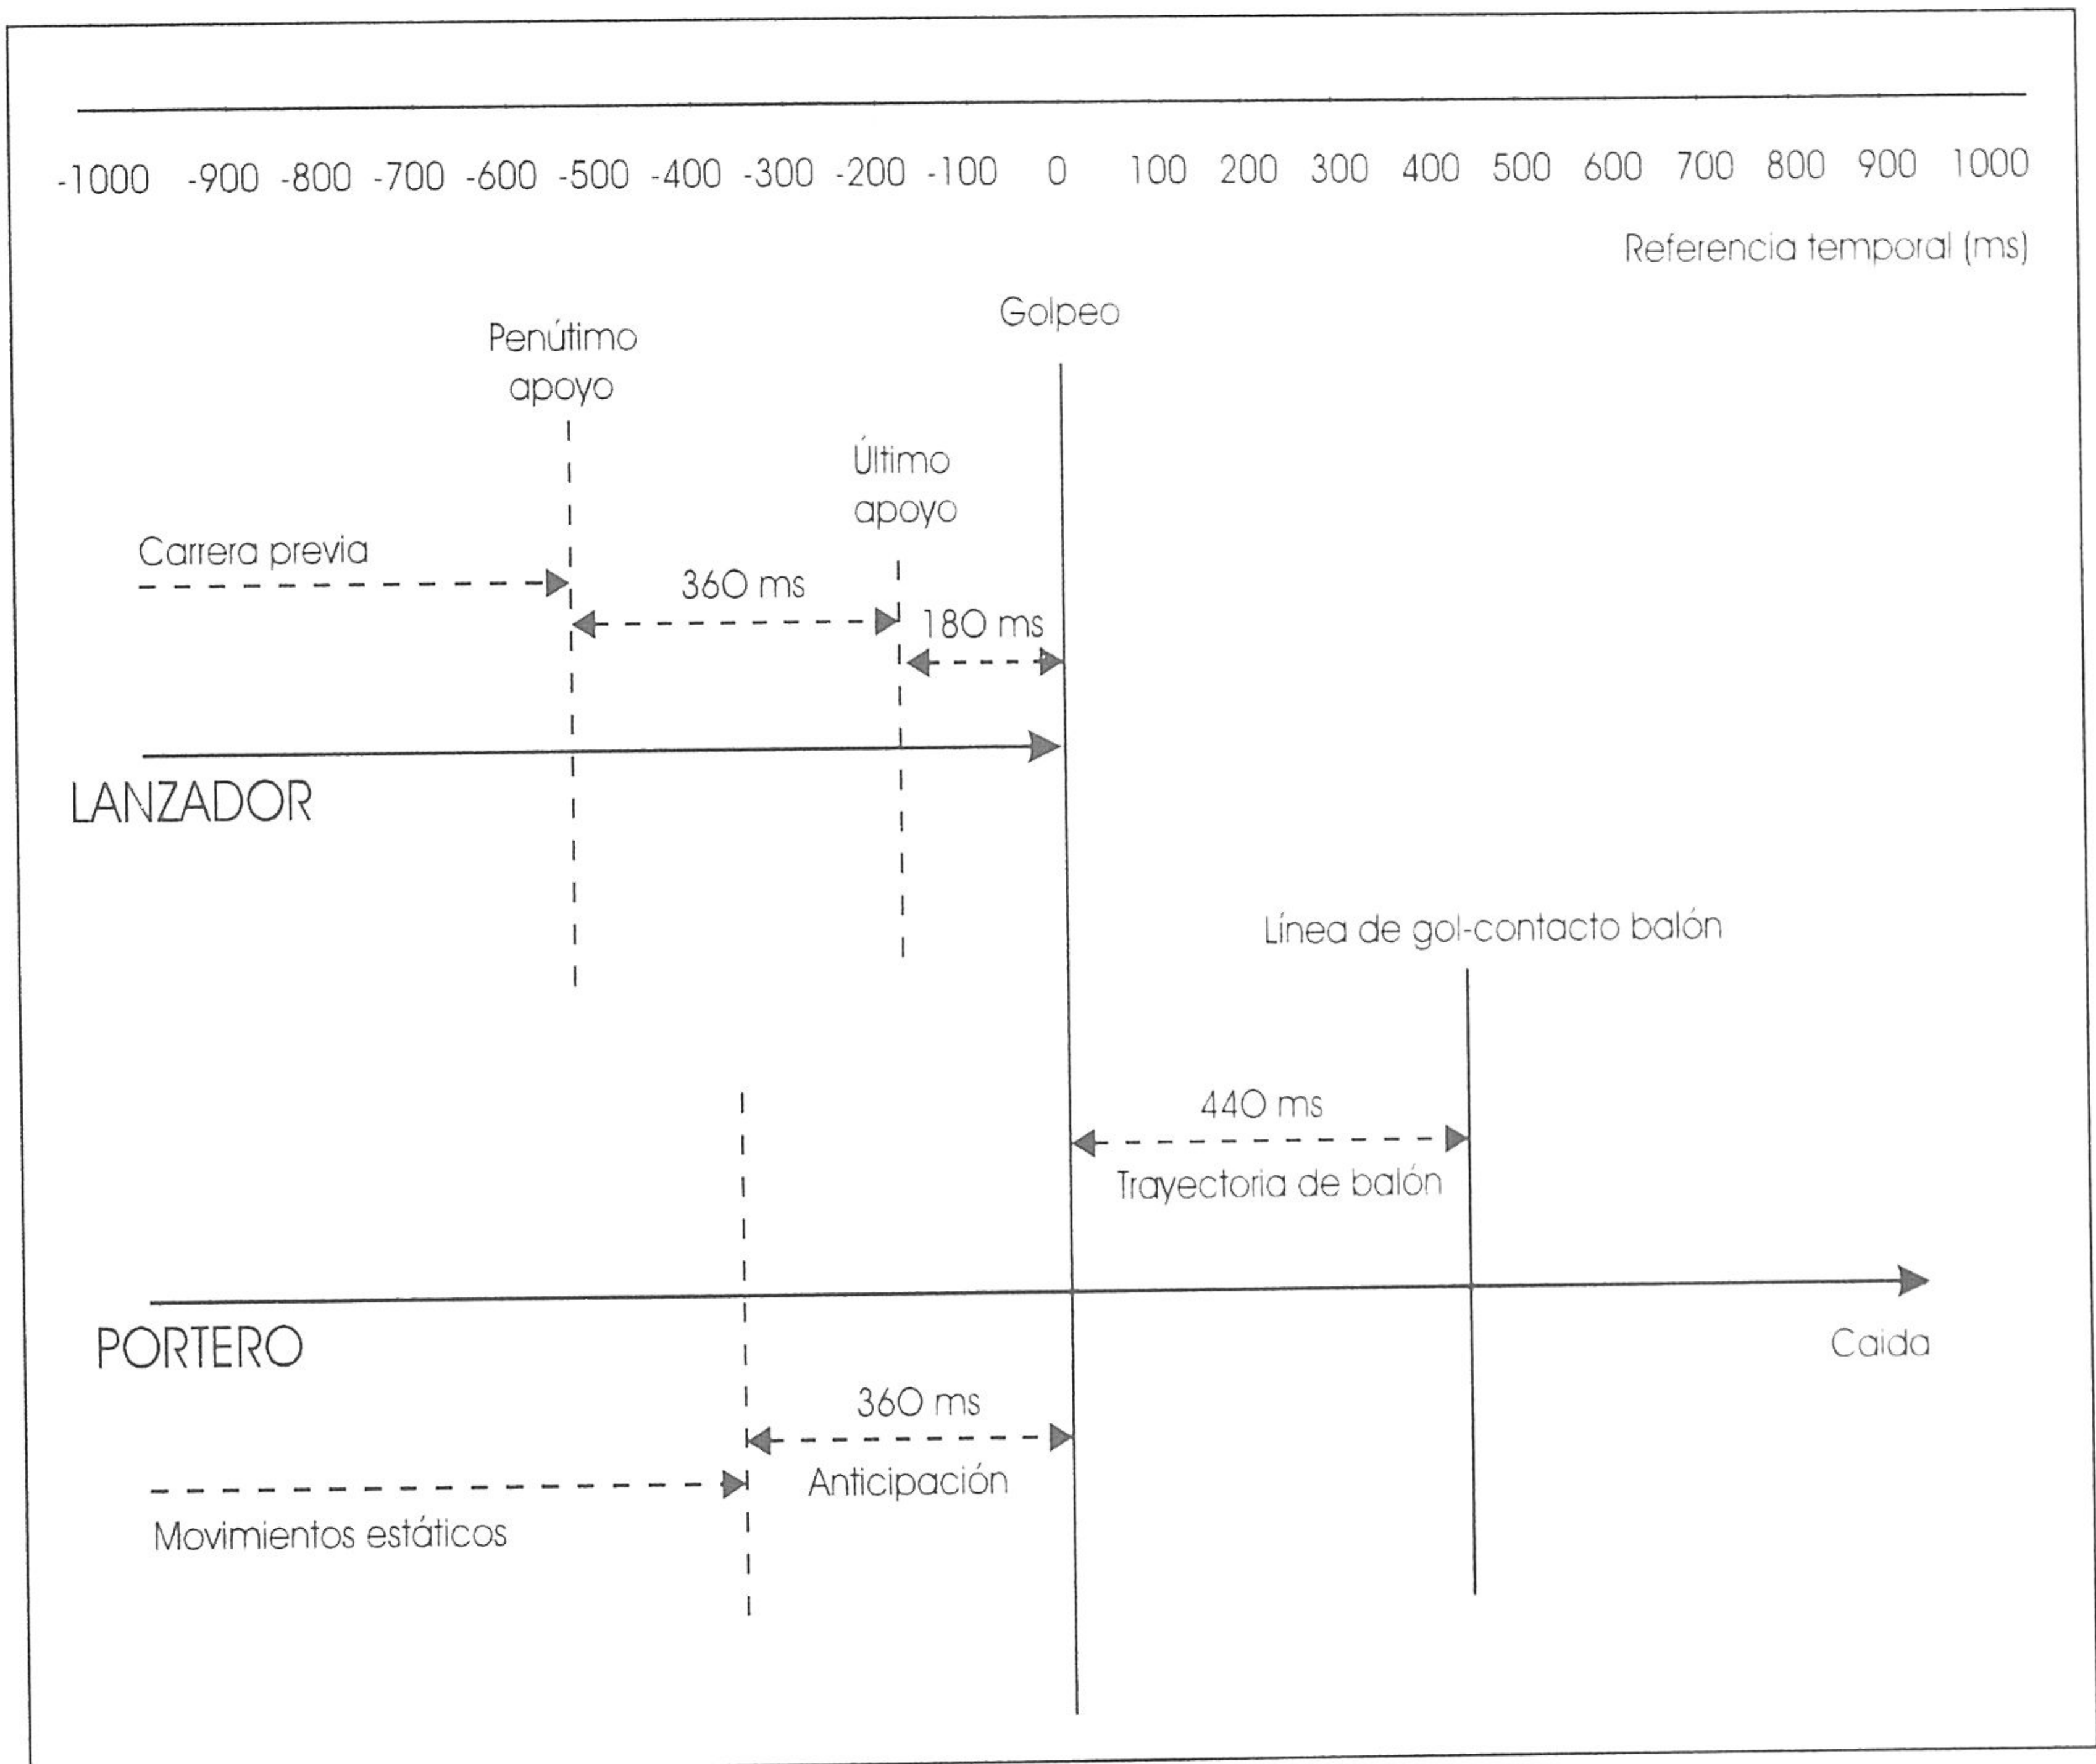 -1000 -900 -800 -700 -600 -500 -400 -300 -200 -100 0 100 200 300 400 500 600 700 800 900 1000
Referencia temporal (ms)
Golpeo
Penútimo
apoyo
Último
apoyo
Carrera previa
360 ms
180 ms
LANZADOR
Línea de gol-contacto balón
440 ms
Trayectoria de balón
PORTERO
Caida
360 ms
Anticipación
Movimientos estáticos